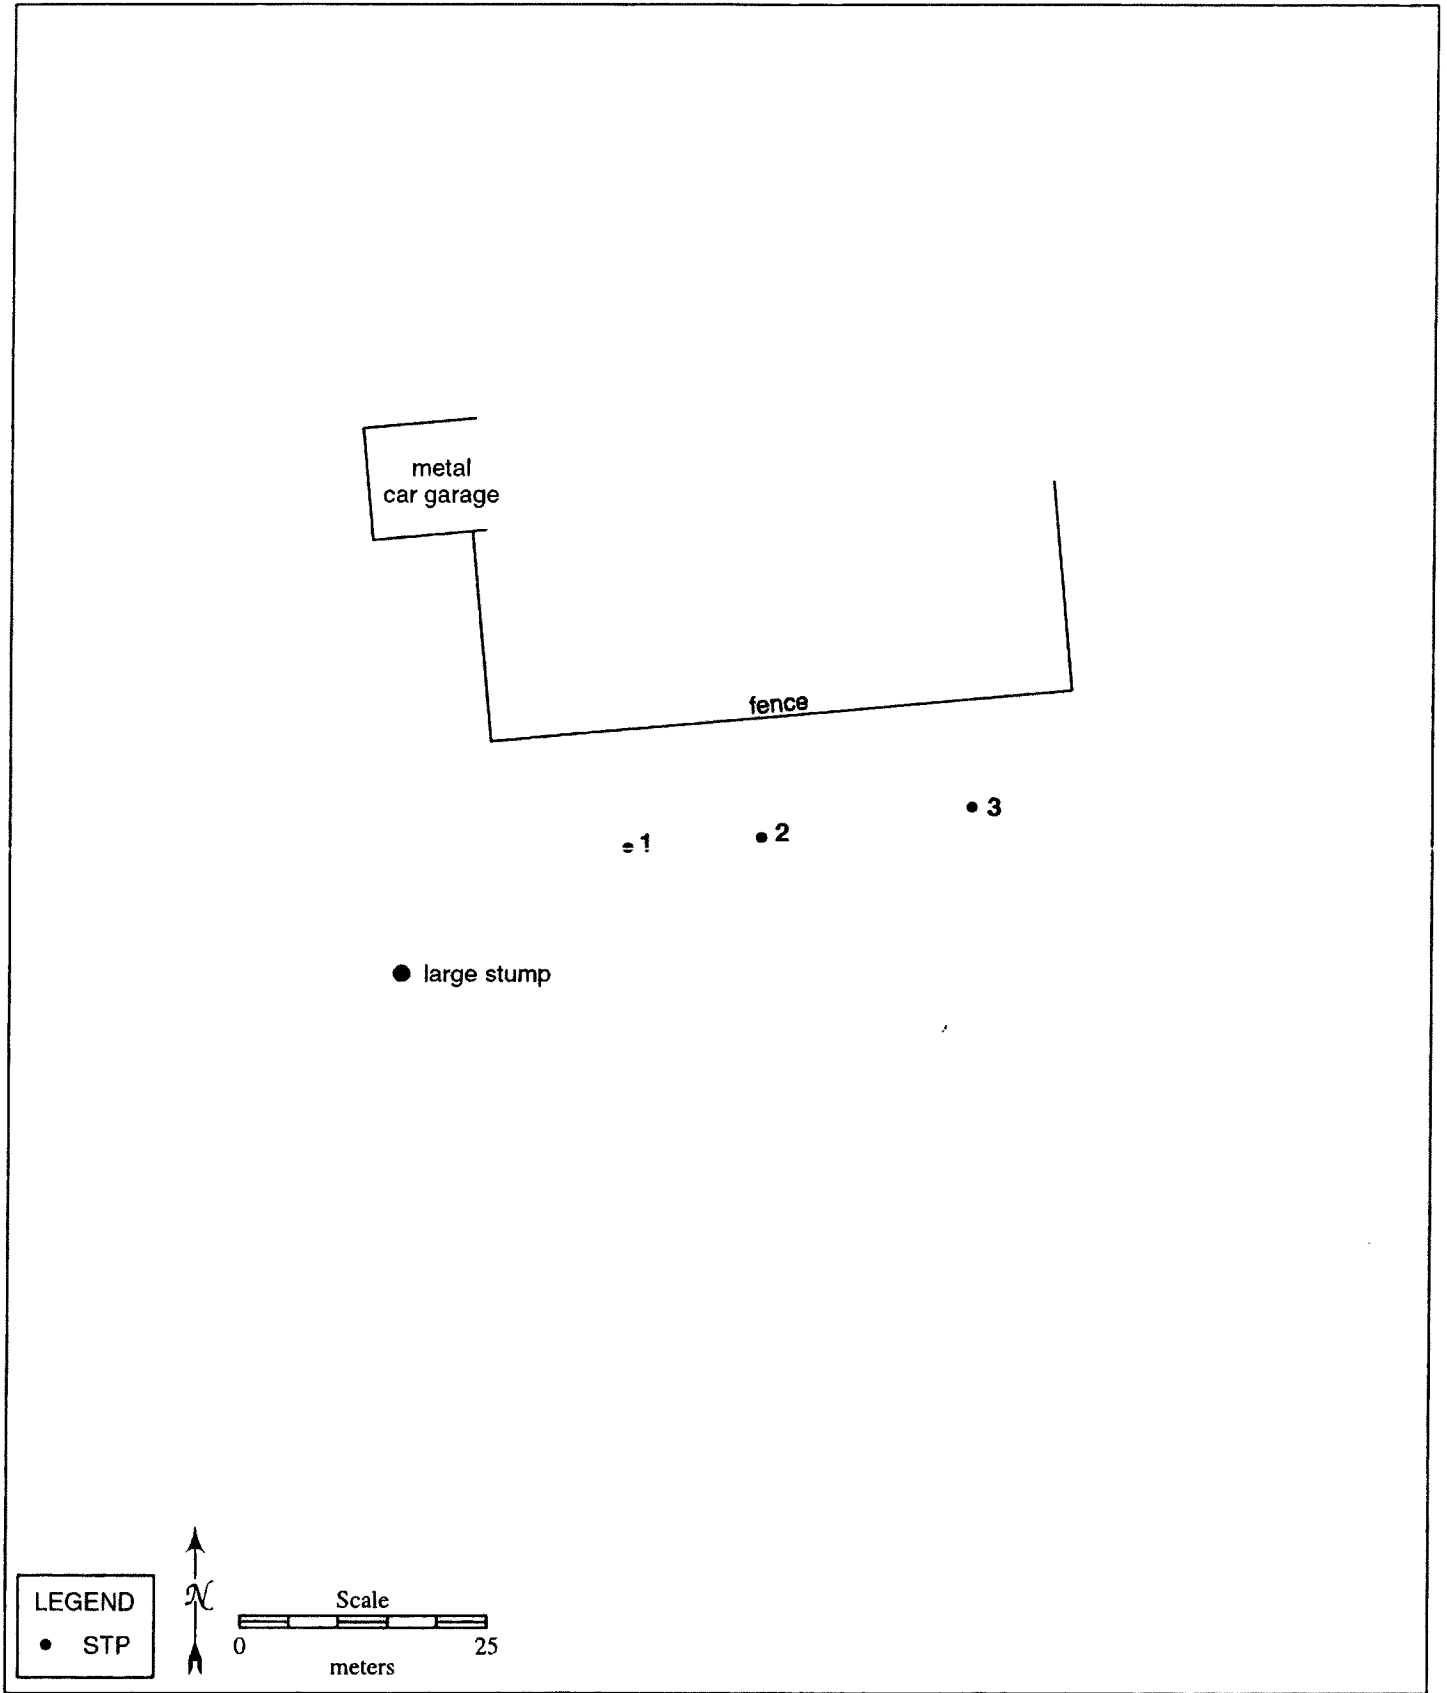 metal
car garage
fence
3
2
1
large stump
LEGEND
STP
N
Scale
0 25
meters